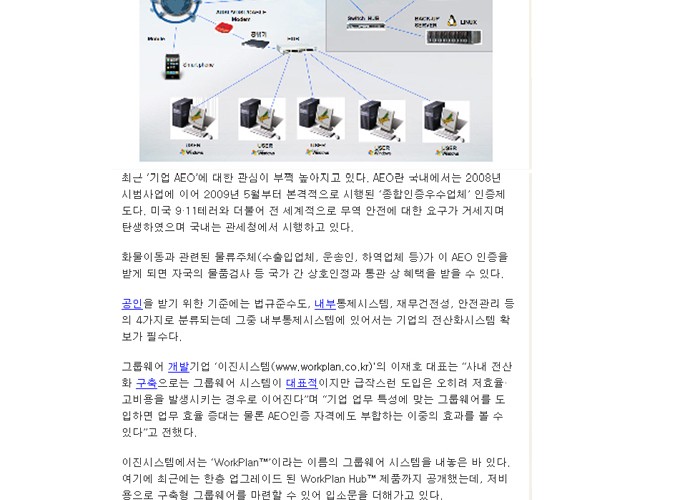 Modem
Switch HUB
BACK-UP
SERVER
LINUX
중계기
HUB
Mobile
Smart phone
USER
Windows
USER
Windows
USER
Windows
USER
Windows
USER
Windows
최근 ‘기업 AEO’에 대한 관심이 부쩍 높아지고 있다. AEO란 국내에서는 2008년
시범사업에 이어 2009년 5월부터 본격적으로 시행된 ‘종합인증우수업체’ 인증제
도다. 미국 9·11테러와 더불어 전 세계적으로 무역 안전에 대한 요구가 거세지며
탄생하였으며 국내는 관세청에서 시행하고 있다.
화물이동과 관련된 물류주체(수출입업체, 운송인, 하역업체 등)가 이 AEO 인증을
받게 되면 자국의 물품검사 등 국가 간 상호인정과 통관 상 혜택을 받을 수 있다.
공인을 받기 위한 기준에는 법규준수도, 내부통제시스템, 재무건전성, 안전관리 등
의 4가지로 분류되는데 그중 내부통제시스템에 있어서는 기업의 전산화시스템 확
보가 필수다.
그룹웨어 개발기업 ‘이진시스템(www.workplan.co.kr)'의 이재호 대표는 “사내 전산
화 구축으로는 그룹웨어 시스템이 대표적이지만 급작스런 도입은 오히려 저효율·
고비용을 발생시키는 경우로 이어진다”며 “기업 업무 특성에 맞는 그룹웨어를 도
입하면 업무 효율 증대는 물론 AEO인증 자격에도 부합하는 이중의 효과를 볼 수
있다”고 전했다.
이진시스템에서는 ‘WorkPlan™’이라는 이름의 그룹웨어 시스템을 내놓은 바 있다.
여기에 최근에는 한층 업그레이드 된 WorkPlan Hub™ 제품까지 공개했는데, 저비
용으로 구축형 그룹웨어를 마련할 수 있어 입소문을 더해가고 있다.